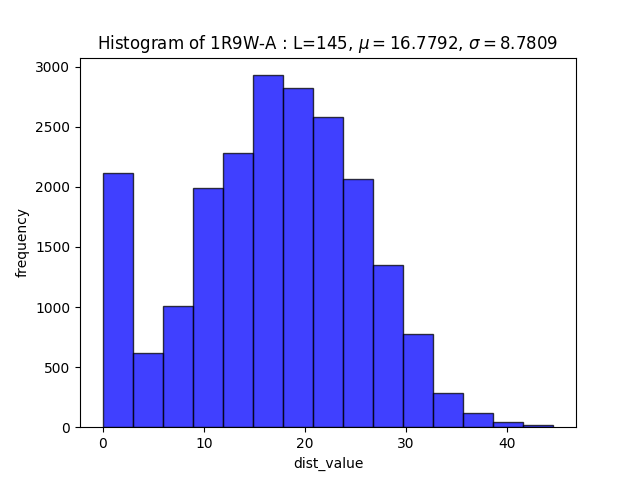 Histogram of 1R9W-A : L=145, μ = 16.7792, σ = 8.7809
3000
2500
2000
1500
1000
500
0
frequency
0 10 20 30 40
dist_value